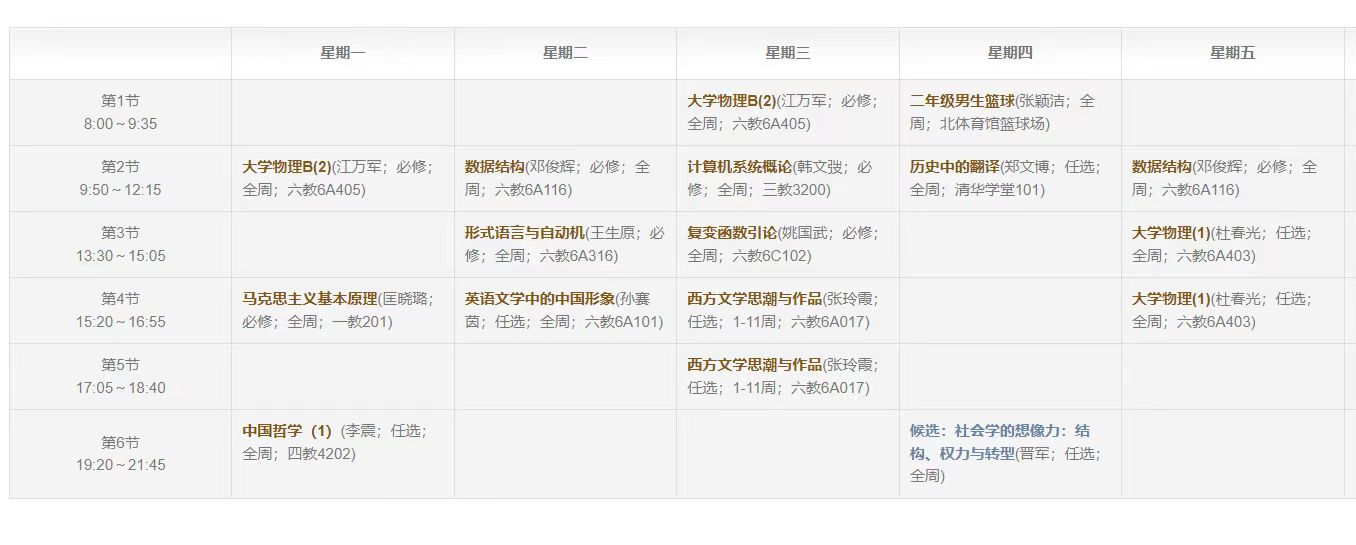 星期一
星期二
星期三
星期四
星期五
第1节
8:00～9:35
大学物理B(2)(江万军；必修；
全周；六教6A405)
二年级男生篮球(张颖洁；全
周；北体育馆篮球场)
第2节
9:50～12:15
大学物理B(2)(江万军；必修；
全周；六教6A405)
数据结构(邓俊辉；必修；全
周；六教6A116)
计算机系统概论(韩文弢；必
修；全周；三教3200)
历史中的翻译(郑文博；任选；
全周；清华学堂101)
数据结构(邓俊辉；必修；全
周；六教6A116)
第3节
13:30～15:05
形式语言与自动机(王生原；必
修；全周；六教6A316)
复变函数引论(姚国武；必修；
全周；六教6C102)
大学物理(1)(杜春光；任选；
全周；六教6A403)
第4节
15:20～16:55
马克思主义基本原理(匡晓璐；
必修；全周；一教201)
英语文学中的中国形象(孙赛
茵；任选；全周；六教6A101)
西方文学思潮与作品(张玲霞；
任选；1-11周；六教6A017)
大学物理(1)(杜春光；任选；
全周；六教6A403)
第5节
17:05～18:40
西方文学思潮与作品(张玲霞；
任选；1-11周；六教6A017)
第6节
19:20～21:45
中国哲学（1）(李震；任选；
全周；四教4202)
候选：社会学的想像力：结
构、权力与转型(晋军；任选；
全周)